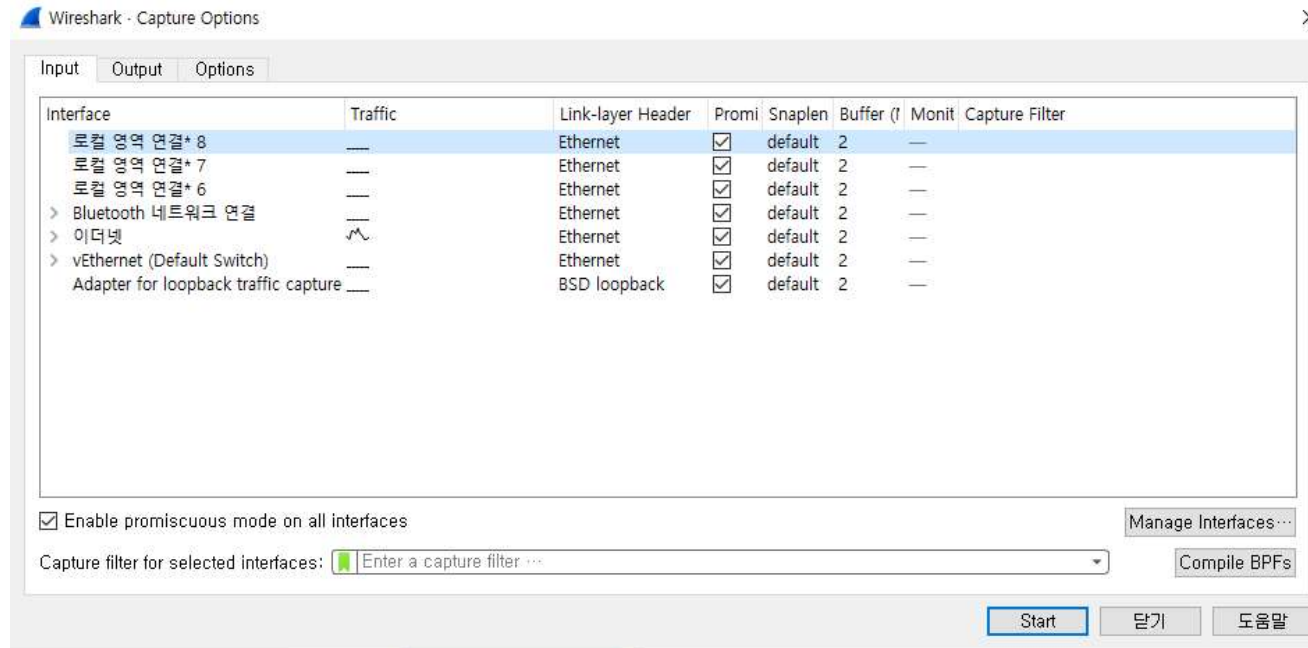 Wireshark · Capture Options
Input Output Options
Interface Traffic Link-layer Header Promi Snaplen Buffer (M Monit Capture Filter
로컬 영역 연결* 8 Ethernet default 2 —
로컬 영역 연결* 7 Ethernet default 2 —
로컬 영역 연결* 6 Ethernet default 2 —
Bluetooth 네트워크 연결 Ethernet default 2 —
이더넷 Ethernet default 2 —
vEthernet (Default Switch) Ethernet default 2 —
Adapter for loopback traffic capture BSD loopback default 2 —
Enable promiscuous mode on all interfaces
Manage Interfaces…
Capture filter for selected interfaces: Enter a capture filter …
Compile BPFs
Start 닫기 도움말